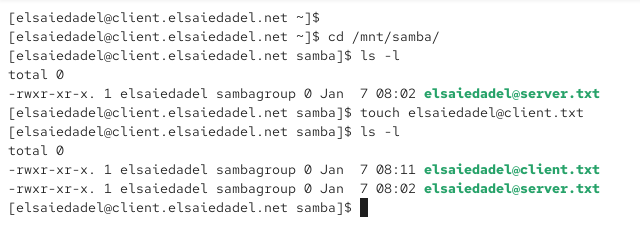 [elsaiedadel@client.elsaiedadel.net ~]$
[elsaiedadel@client.elsaiedadel.net ~]$ cd /mnt/samba/
[elsaiedadel@client.elsaiedadel.net samba]$ ls -l
total 0
-rwxr-xr-x. 1 elsaiedadel sambagroup 0 Jan  7 08:02 elsaiedadel@server.txt
[elsaiedadel@client.elsaiedadel.net samba]$ touch elsaiedadel@client.txt
[elsaiedadel@client.elsaiedadel.net samba]$ ls -l
total 0
-rwxr-xr-x. 1 elsaiedadel sambagroup 0 Jan  7 08:11 elsaiedadel@client.txt
-rwxr-xr-x. 1 elsaiedadel sambagroup 0 Jan  7 08:02 elsaiedadel@server.txt
[elsaiedadel@client.elsaiedadel.net samba]$